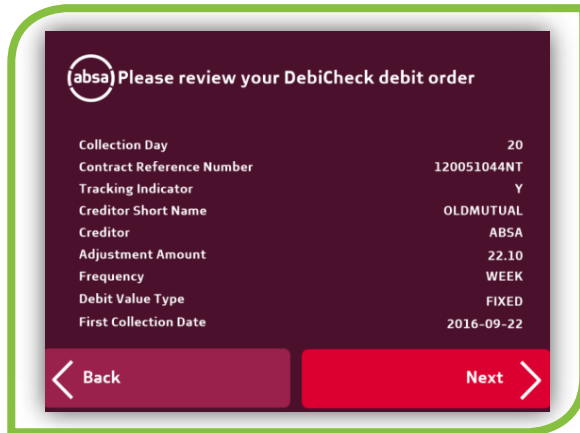 absa Please review your DebiCheck debit order
Collection Day 20
Contract Reference Number 120051044NT
Tracking Indicator Y
Creditor Short Name OLDMUTUAL
Creditor ABSA
Adjustment Amount 22.10
Frequency WEEK
Debit Value Type FIXED
First Collection Date 2016-09-22
Back Next